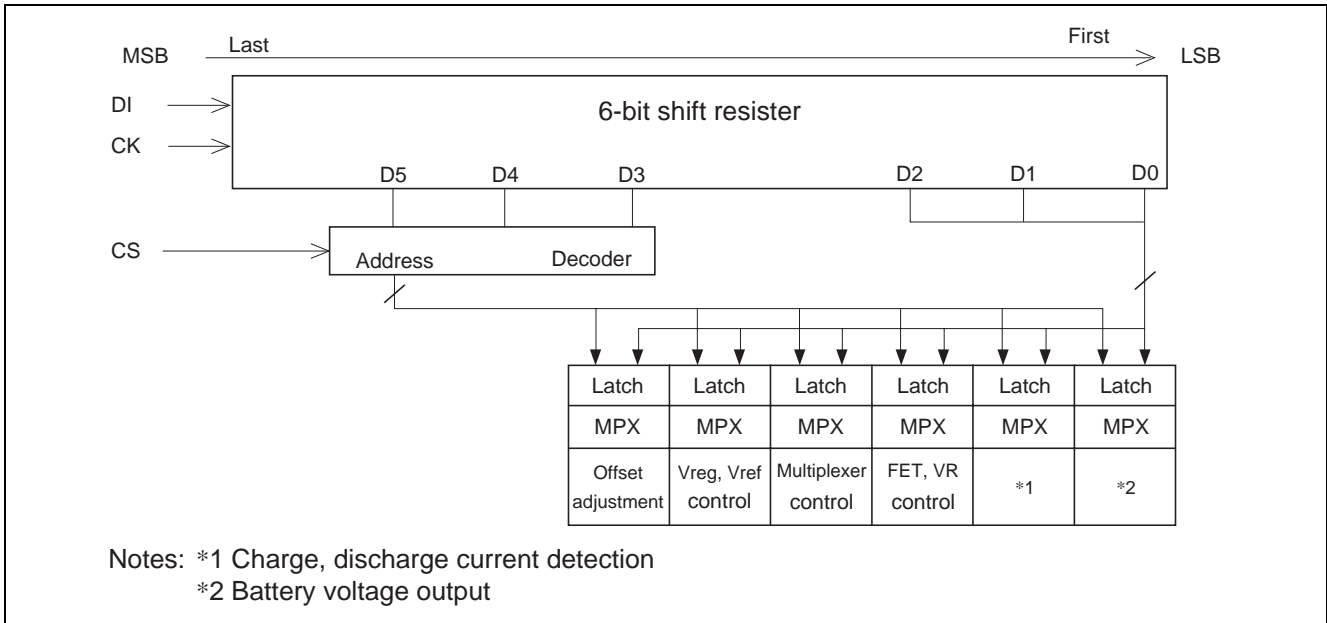 MSB Last First LSB
DI
6-bit shift resister
CK
D5 D4 D3 D2 D1 D0
CS
Address Decoder
Latch Latch Latch Latch Latch Latch
MPX MPX MPX MPX MPX MPX
Offset adjustment Vreg, Vref control Multiplexer control FET, VR control *1 *2
Notes: *1 Charge, discharge current detection
*2 Battery voltage output